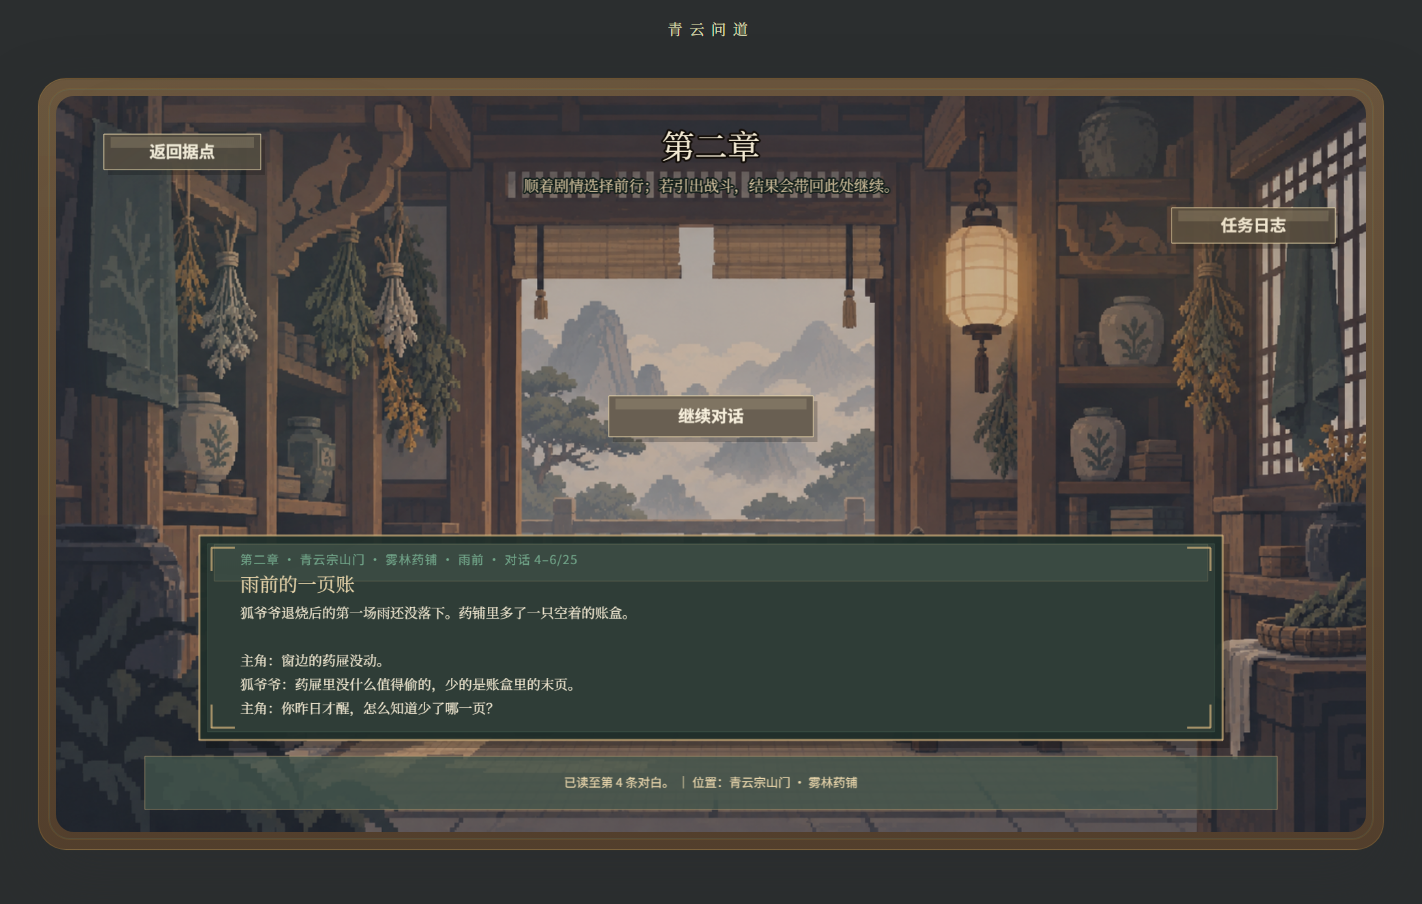 青云问道
返回据点
第二章
顺着剧情选择前行；若引出战斗，结果会带回此处继续。
任务日志
继续对话
第二章 · 青云宗山门 · 雾林药铺 · 雨前 · 对话 4–6/25
雨前的一页账
狐爷爷退烧后的第一场雨还没落下。药铺里多了一只空着的账盒。
主角：窗边的药屉没动。
狐爷爷：药屉里没什么值得偷的，少的是账盒里的末页。
主角：你昨日才醒，怎么知道少了哪一页？
已读至第 4 条对白。｜位置：青云宗山门 · 雾林药铺